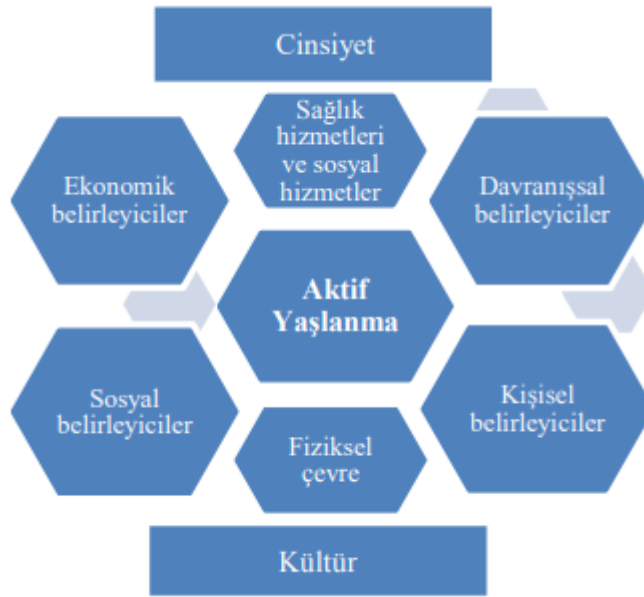 Cinsiyet
Sağlık
hizmetleri
ve sosyal
hizmetler
Ekonomik
belirleyiciler
Davranışsal
belirleyiciler
Aktif
Yaşlanma
Sosyal
belirleyiciler
Kişisel
belirleyiciler
Fiziksel
çevre
Kültür